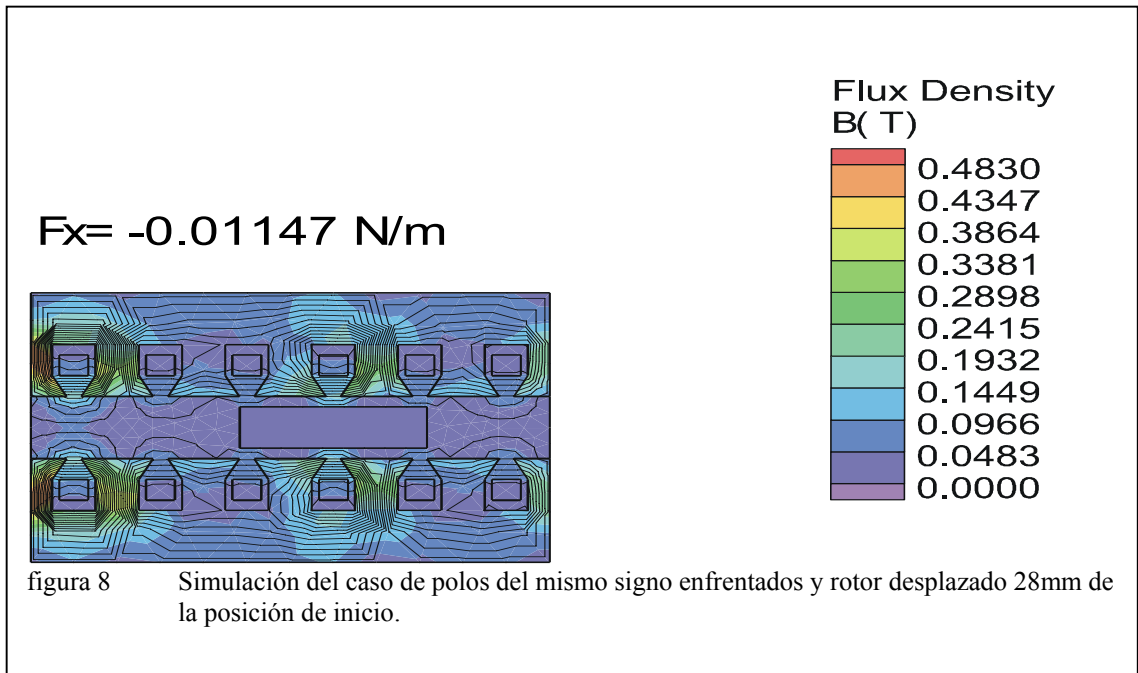 Flux Density
B( T)
0.4830
0.4347
0.3864
0.3381
0.2898
0.2415
0.1932
0.1449
0.0966
0.0483
0.0000
Fx= -0.01147 N/m
figura 8 Simulación del caso de polos del mismo signo enfrentados y rotor desplazado 28mm de
la posición de inicio.